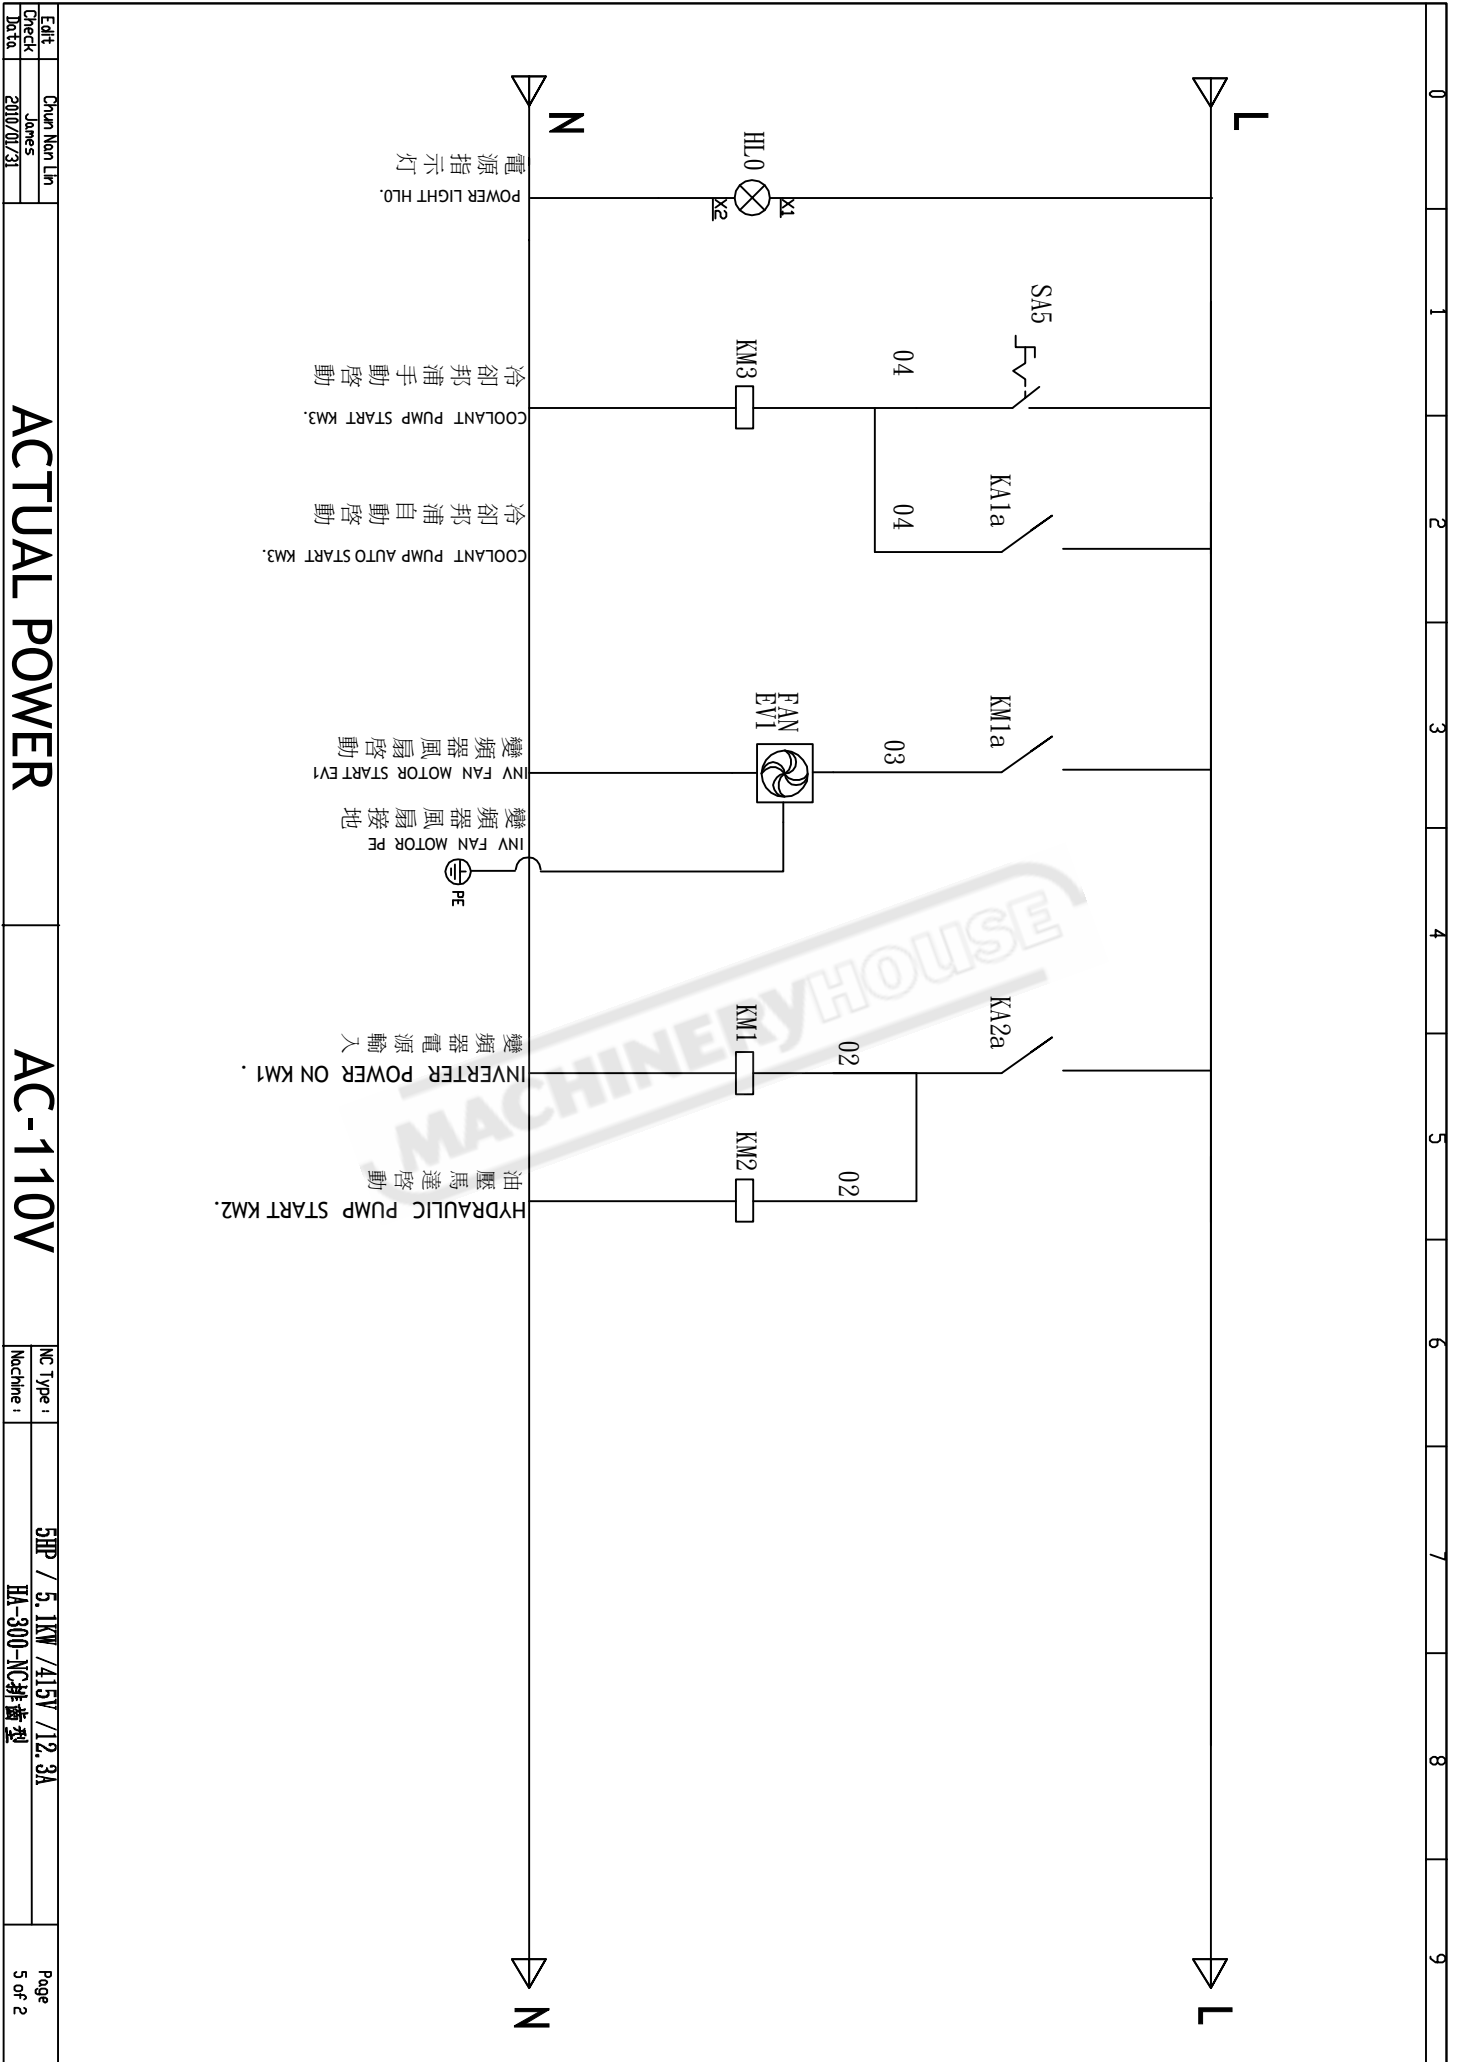 0 1 2 3 4 5 6 7 8 9
L L
SA5
KA1a
KM1a
KA2a
04
04
03
02
02
HL0
X1
X2
KM3
FAN
EV1
KM1
KM2
N N
電源指示灯
POWER LIGHT HL0.
冷卻邦浦手動啓動
COOLANT PUMP START KM3.
冷卻邦浦自動啓動
COOLANT PUMP AUTO START KM3.
變頻器風扇啓動
INV FAN MOTOR START EV1
變頻器風扇接地
INV FAN MOTOR PE
PE
變頻器電源輸入
INVERTER POWER ON KM1 .
油壓馬達啓動
HYDRAULIC PUMP START KM2.
MACHINERYHOUSE
Edit Chun Nan Lin
Check James
Data 2010/01/31
ACTUAL POWER
AC-110V
NC Type : 5HP / 5.1KW /415V /12.3A
Nachine : HA-300-NC排齒型
Page
5 of 2